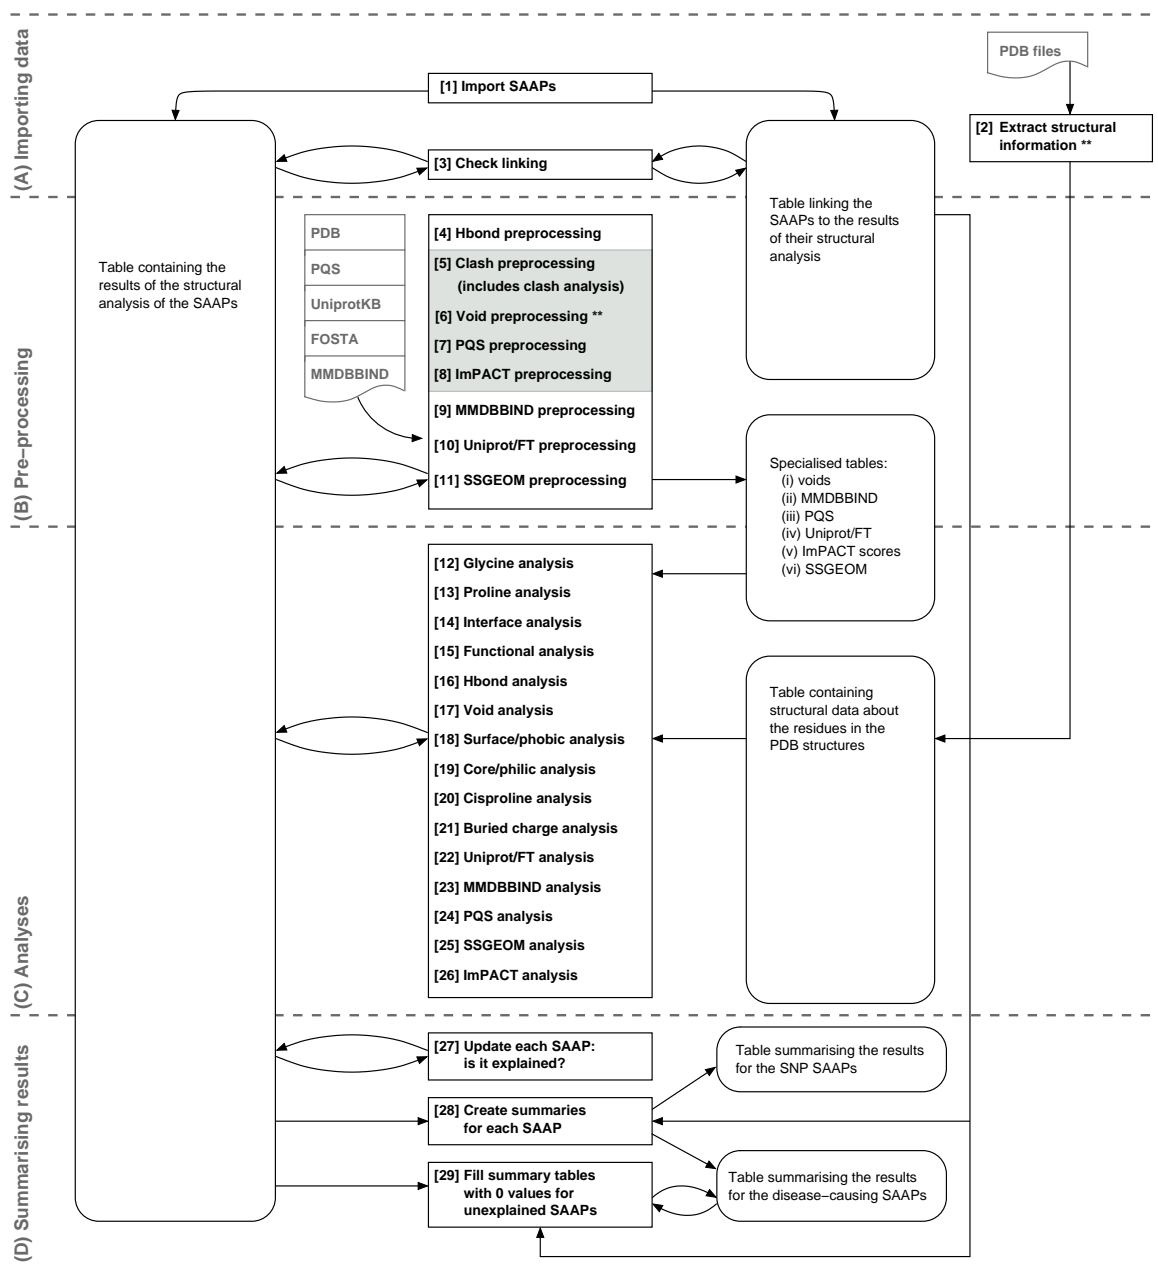 (A) Importing data
PDB files
[1] Import SAAPs
[2] Extract structural
information **
[3] Check linking
Table linking the
SAAPs to the results
of their structural
analysis
Table containing the
results of the structural
analysis of the SAAPs
(B) Pre–processing
PDB
PQS
UniprotKB
FOSTA
MMDBBIND
[4] Hbond preprocessing
[5] Clash preprocessing
(includes clash analysis)
[6] Void preprocessing **
[7] PQS preprocessing
[8] ImPACT preprocessing
[9] MMDBBIND preprocessing
[10] Uniprot/FT preprocessing
[11] SSGEOM preprocessing
Specialised tables:
(i) voids
(ii) MMDBBIND
(iii) PQS
(iv) Uniprot/FT
(v) ImPACT scores
(vi) SSGEOM
(C) Analyses
[12] Glycine analysis
[13] Proline analysis
[14] Interface analysis
[15] Functional analysis
[16] Hbond analysis
[17] Void analysis
[18] Surface/phobic analysis
[19] Core/philic analysis
[20] Cisproline analysis
[21] Buried charge analysis
[22] Uniprot/FT analysis
[23] MMDBBIND analysis
[24] PQS analysis
[25] SSGEOM analysis
[26] ImPACT analysis
Table containing
structural data about
the residues in the
PDB structures
(D) Summarising results
[27] Update each SAAP:
is it explained?
[28] Create summaries
for each SAAP
[29] Fill summary tables
with 0 values for
unexplained SAAPs
Table summarising the results
for the SNP SAAPs
Table summarising the results
for the disease–causing SAAPs